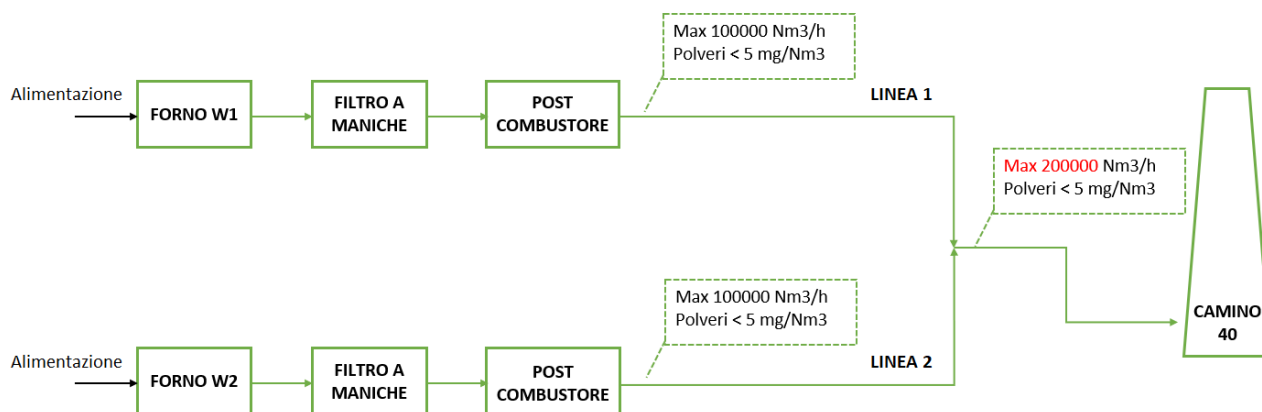 Max 100000 Nm3/h
Polveri < 5 mg/Nm3
Alimentazione
FORNO W1
FILTRO A
MANICHE
POST
COMBUSTORE
LINEA 1
Max 200000 Nm3/h
Polveri < 5 mg/Nm3
Max 100000 Nm3/h
Polveri < 5 mg/Nm3
CAMINO
40
Alimentazione
FORNO W2
FILTRO A
MANICHE
POST
COMBUSTORE
LINEA 2